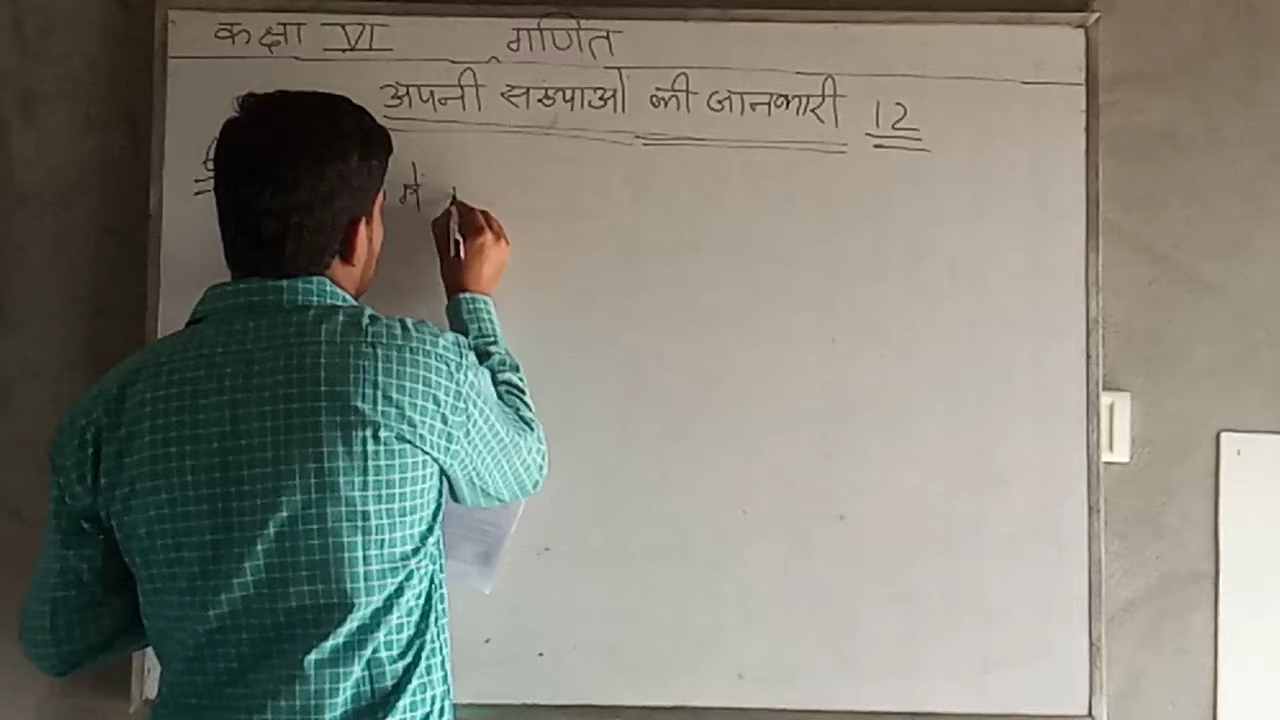 कक्षा VI गणित
अपनी संख्याओं की जानकारी 12
में